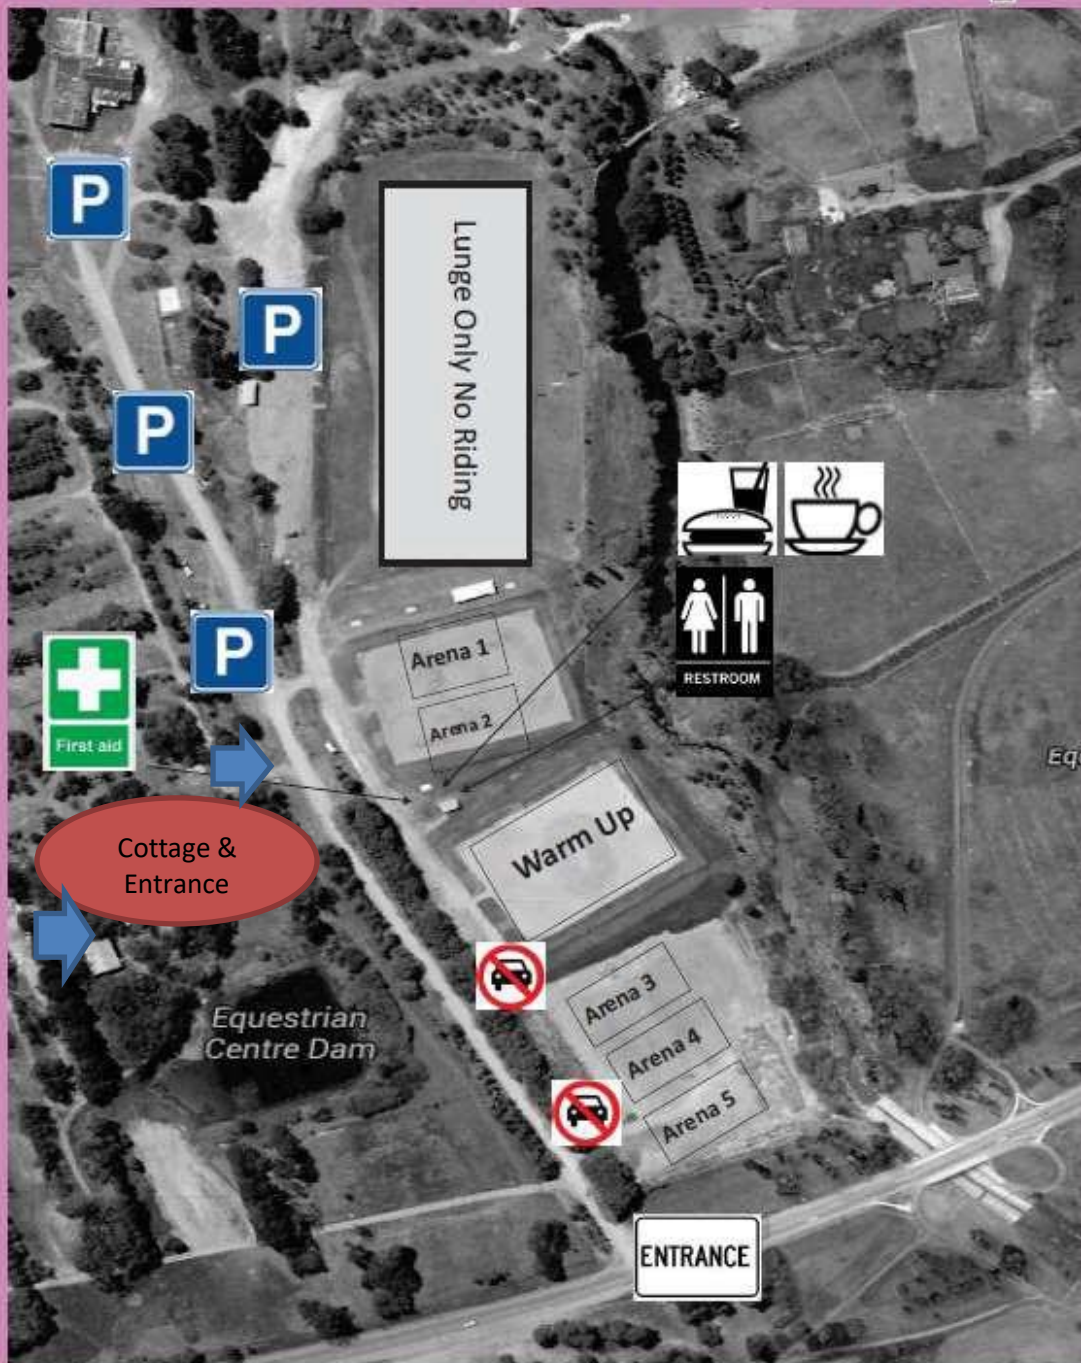 P
P
Lunge Only No Riding
P
RESTROOM
P
Arena 1
First aid
Arena 2
Warm Up
Cottage &
Entrance
Arena 3
Equestrian
Centre Dam
Arena 4
Arena 5
ENTRANCE